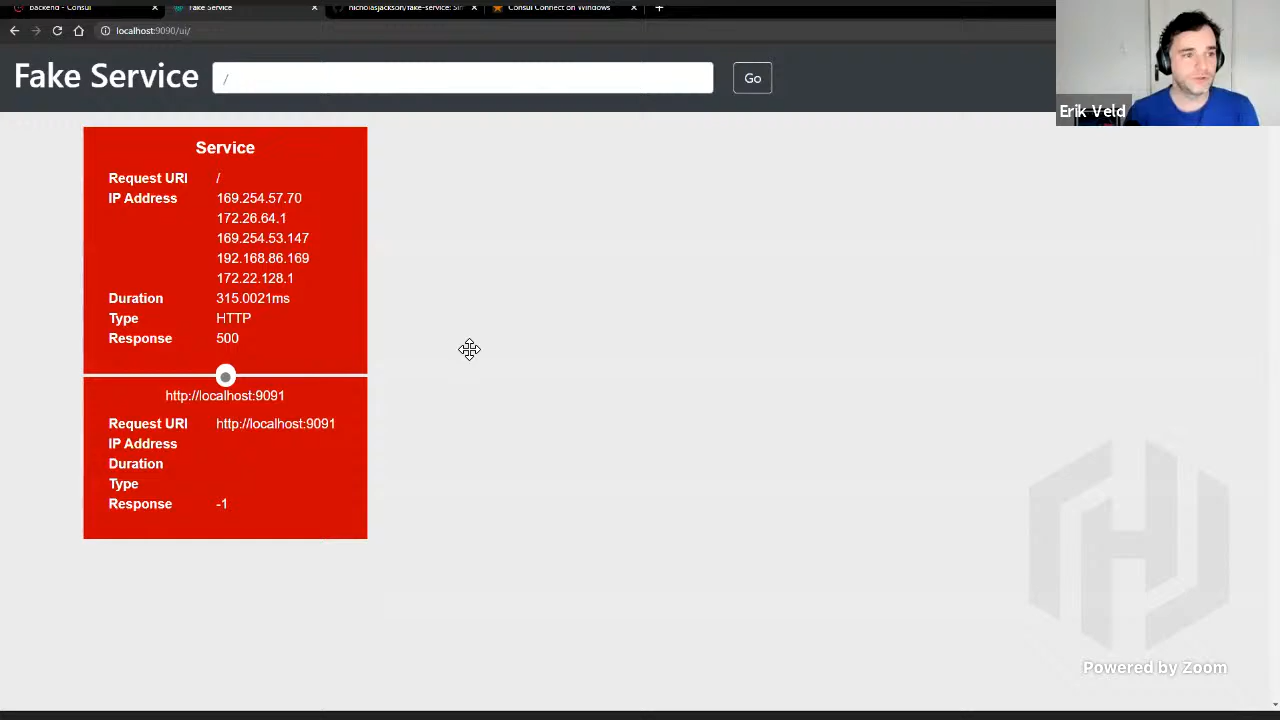 Backend - Consul
Fake Service
nicholasjackson/fake-service: Sim
Consul Connect on Windows
localhost:9090/ui/
Fake Service
/
Go
Erik Veld
Service
Request URI /
IP Address 169.254.57.70
172.26.64.1
169.254.53.147
192.168.86.169
172.22.128.1
Duration 315.0021ms
Type HTTP
Response 500
http://localhost:9091
Request URI http://localhost:9091
IP Address
Duration
Type
Response -1
Powered by Zoom